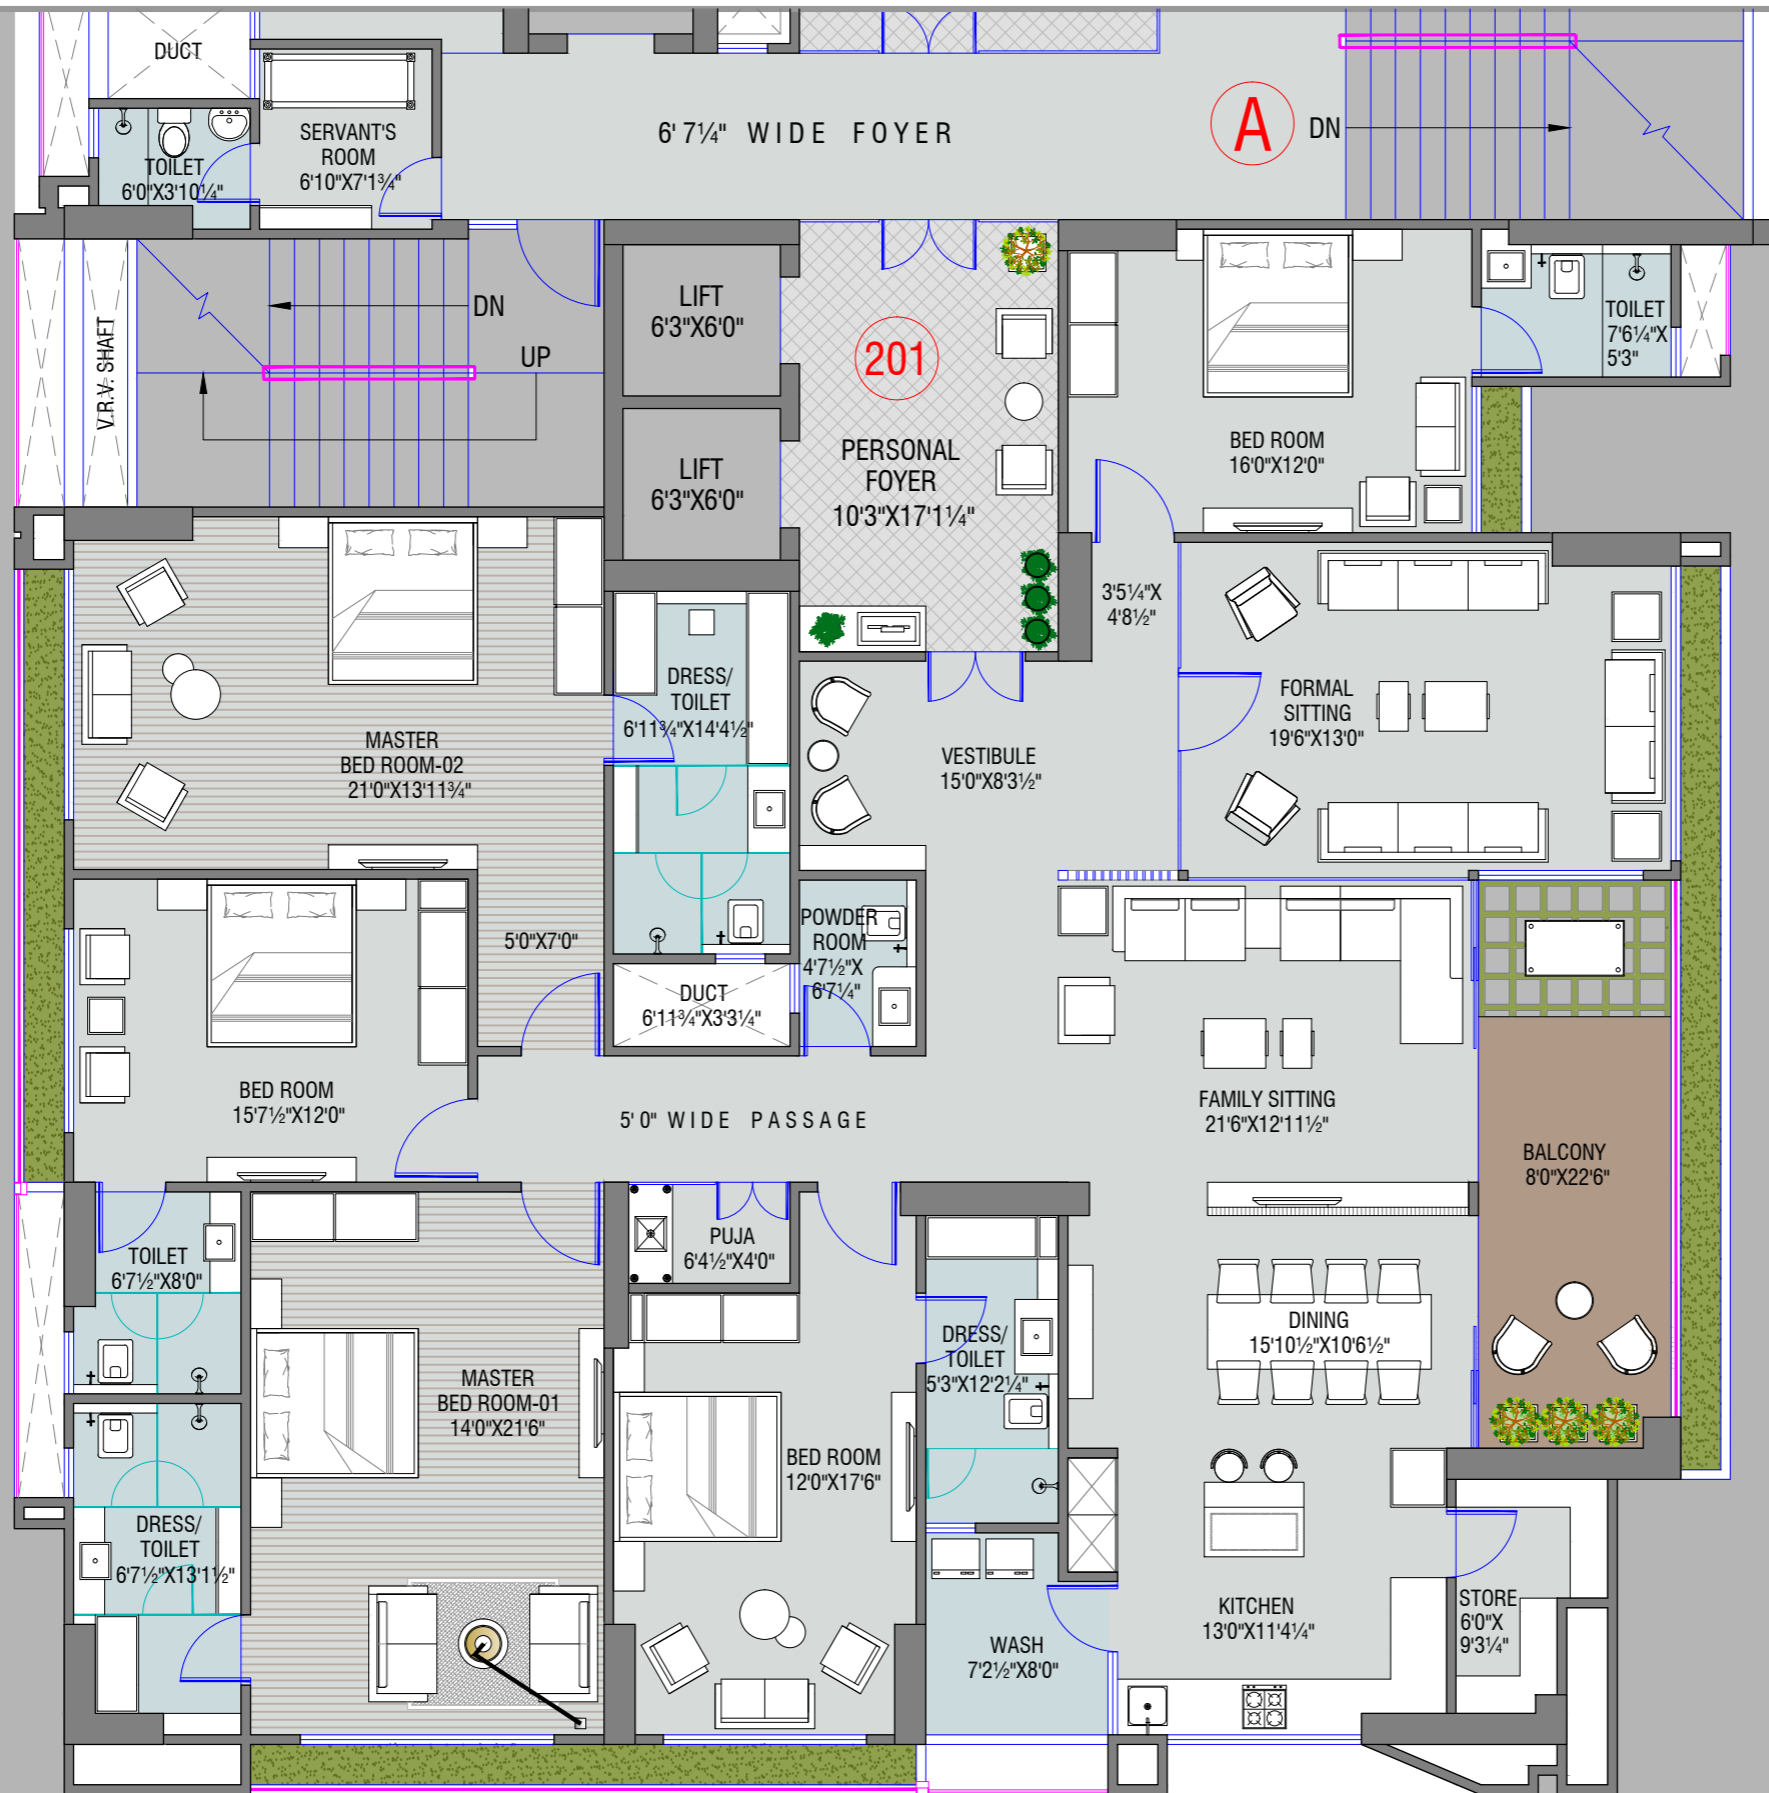 DUCT
SERVANT'S
ROOM
6'10"X7'1¾"
TOILET
6'0"X3'10¼"
6' 7¼" WIDE FOYER
A
DN
V.R.V. SHAFT
DN
UP
LIFT
6'3"X6'0"
LIFT
6'3"X6'0"
201
PERSONAL
FOYER
10'3"X17'1¼"
BED ROOM
16'0"X12'0"
TOILET
7'6¼"X
5'3"
3'5¼"X
4'8½"
FORMAL
SITTING
19'6"X13'0"
MASTER
BED ROOM-02
21'0"X13'11¾"
DRESS/
TOILET
6'11¾"X14'4½"
VESTIBULE
15'0"X8'3½"
5'0"X7'0"
POWDER
ROOM
4'7½"X
6'7¼"
DUCT
6'11¾"X3'3¼"
BED ROOM
15'7½"X12'0"
5'0" WIDE PASSAGE
FAMILY SITTING
21'6"X12'11½"
BALCONY
8'0"X22'6"
TOILET
6'7½"X8'0"
PUJA
6'4½"X4'0"
MASTER
BED ROOM-01
14'0"X21'6"
DRESS/
TOILET
5'3"X12'2¼"
DINING
15'10½"X10'6½"
BED ROOM
12'0"X17'6"
DRESS/
TOILET
6'7½"X13'1½"
WASH
7'2½"X8'0"
KITCHEN
13'0"X11'4¼"
STORE
6'0"X
9'3¼"